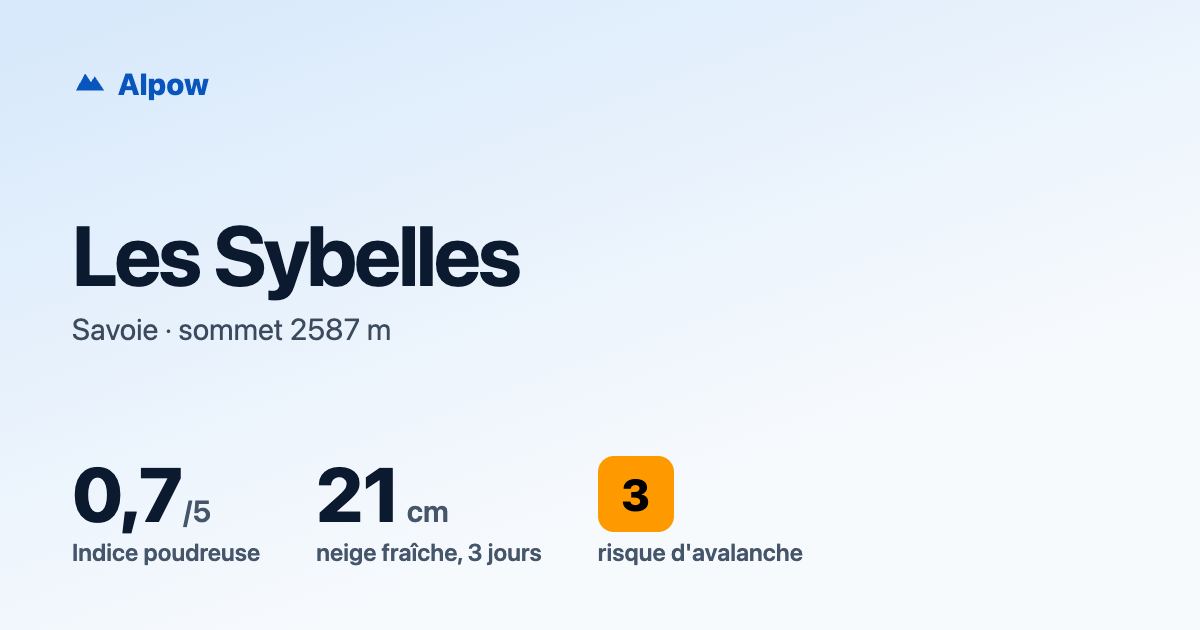 Alpow
Les Sybelles
Savoie · sommet 2587 m
0,7/5
Indice poudreuse
21 cm
neige fraîche, 3 jours
3
risque d'avalanche